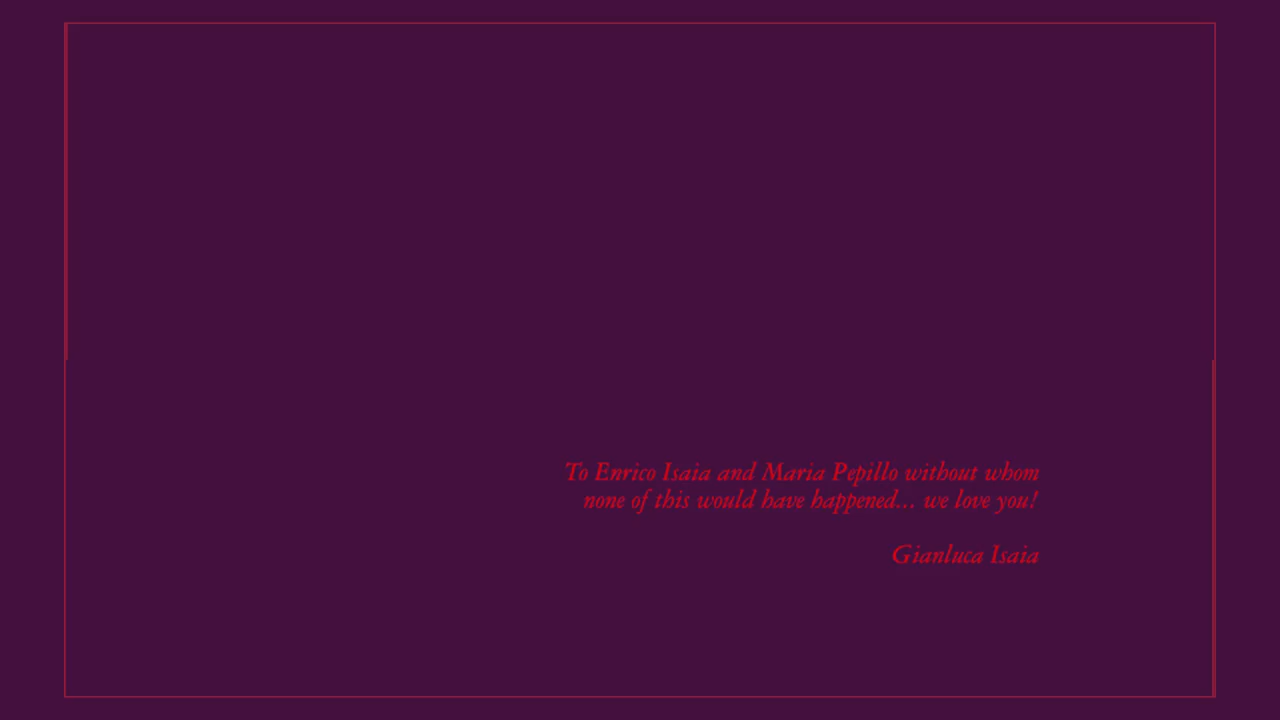 To Enrico Isaia and Maria Pepillo without whom
none of this would have happened... we love you!
Gianluca Isaia